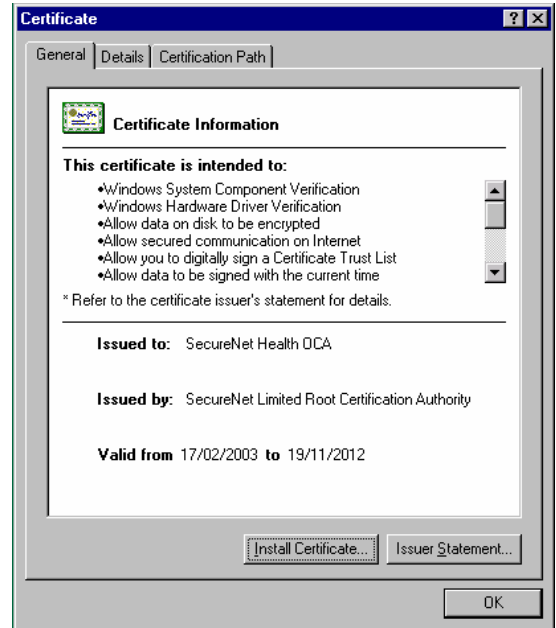 Certificate
General
Details
Certification Path
Certificate Information
This certificate is intended to:
•Windows System Component Verification
•Windows Hardware Driver Verification
•Allow data on disk to be encrypted
•Allow secured communication on Internet
•Allow you to digitally sign a Certificate Trust List
•Allow data to be signed with the current time
* Refer to the certificate issuer's statement for details.
Issued to: SecureNet Health OCA
Issued by: SecureNet Limited Root Certification Authority
Valid from 17/02/2003 to 19/11/2012
Install Certificate...
Issuer Statement...
OK